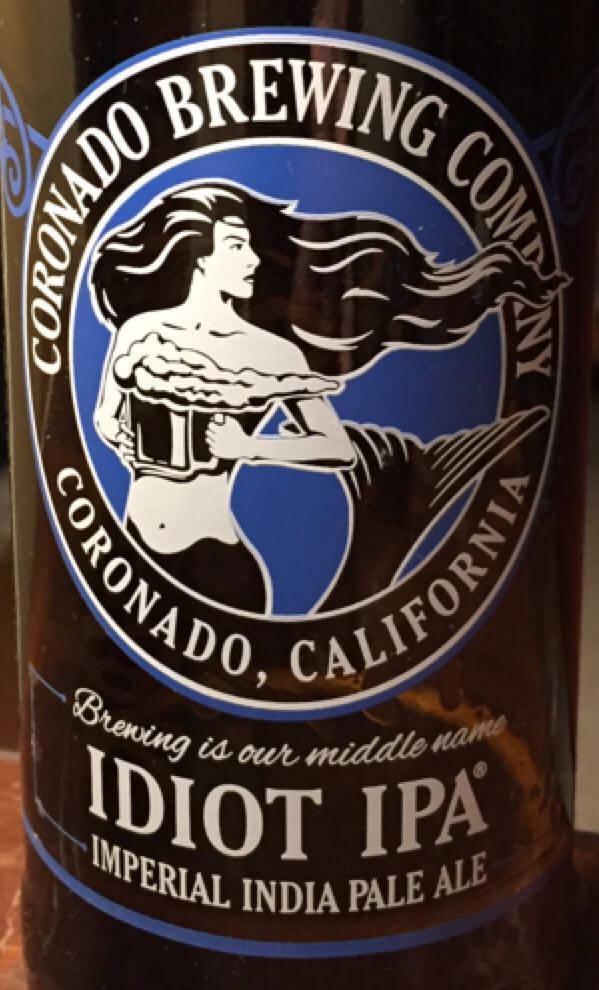 CORONADO BREWING COMPANY
CORONADO, CALIFORNIA
Brewing is our middle name
IDIOT IPA®
IMPERIAL INDIA PALE ALE